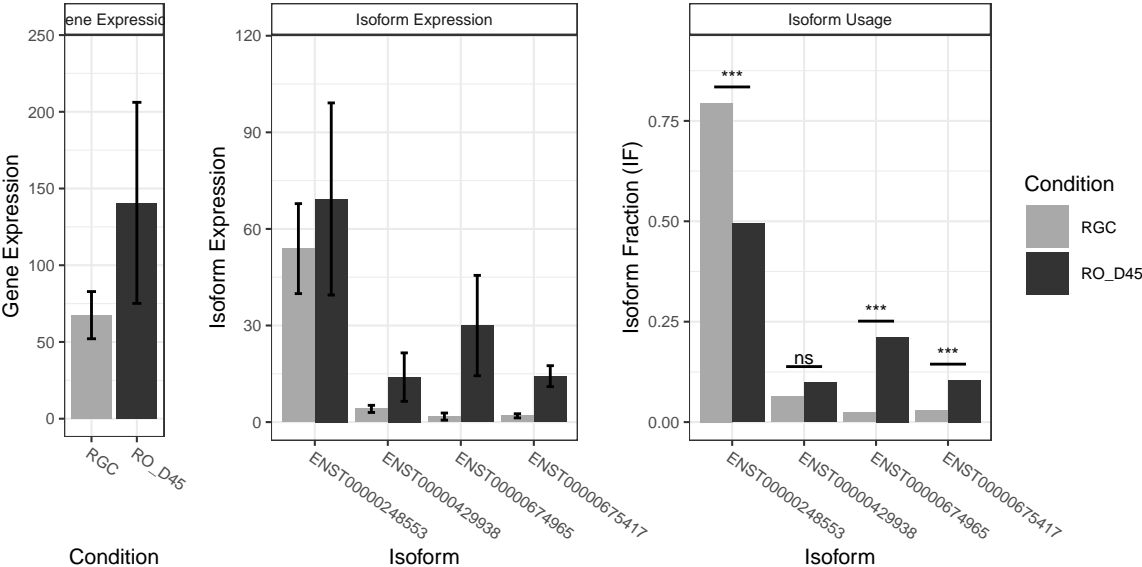 ene Expressio
Gene Expression
250
200
150
100
50
0
RGC
RO_D45
Condition
Isoform Expression
Isoform Expression
120
90
60
30
0
ENST00000248553
ENST00000429938
ENST00000674965
ENST00000675417
Isoform
Isoform Usage
Isoform Fraction (IF)
0.75
0.50
0.25
0.00
***
ns
***
***
ENST00000248553
ENST00000429938
ENST00000674965
ENST00000675417
Isoform
Condition
RGC
RO_D45